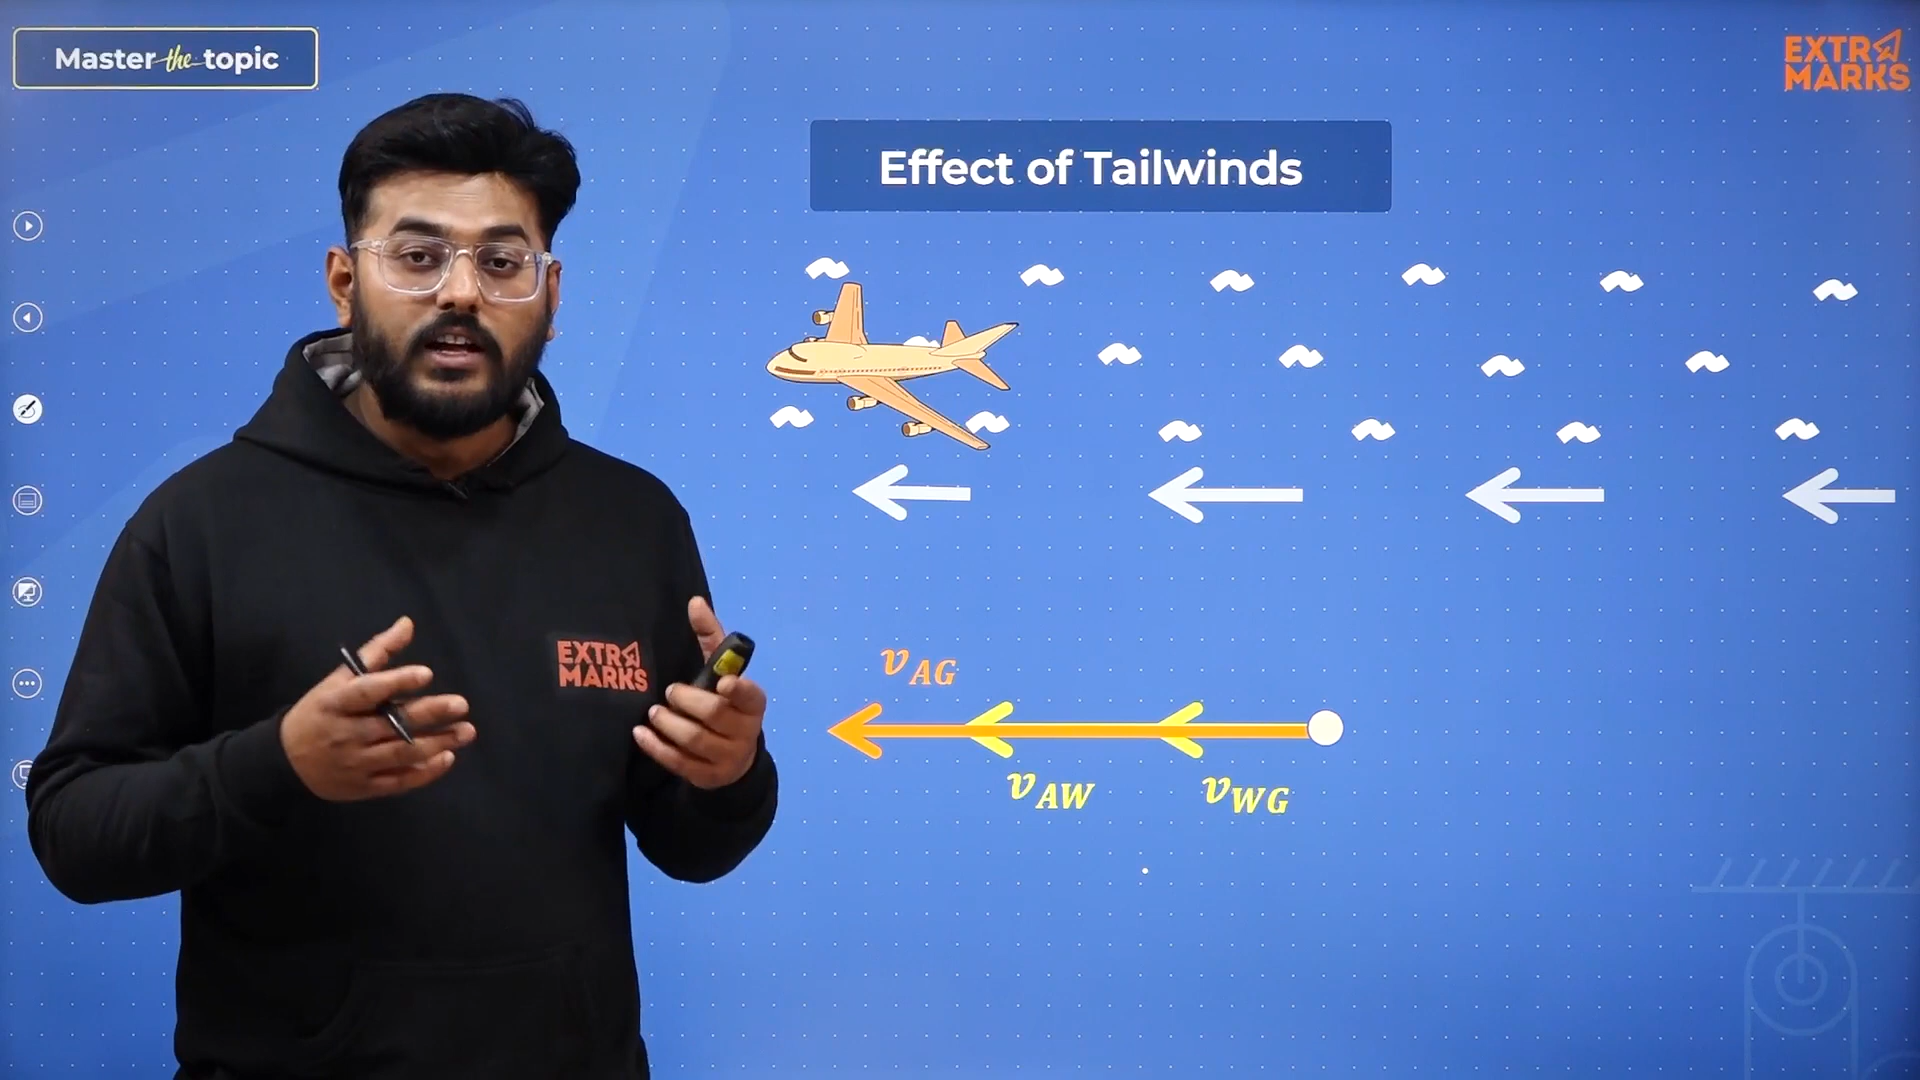 Master the topic
EXTRA
MARKS
Effect of Tailwinds
v_AG
v_AW
v_WG
EXTRA
MARKS